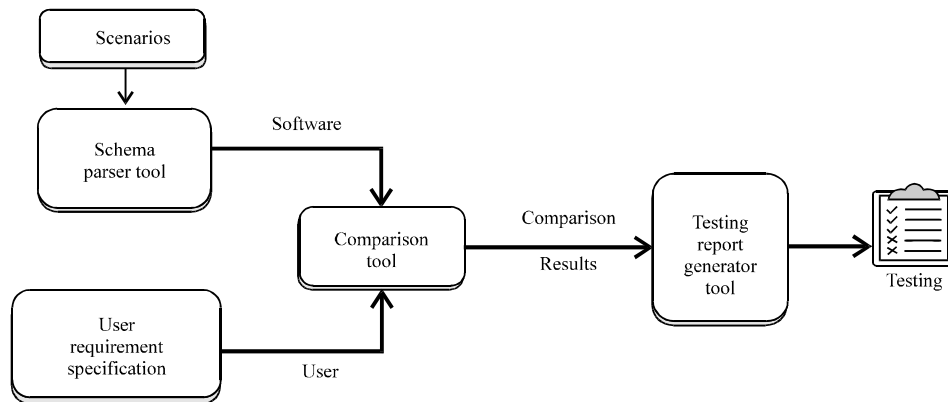 Scenarios
Schema
parser tool
Software
Comparison
tool
User
requirement
specification
User
Comparison
Results
Testing
report
generator
tool
Testing